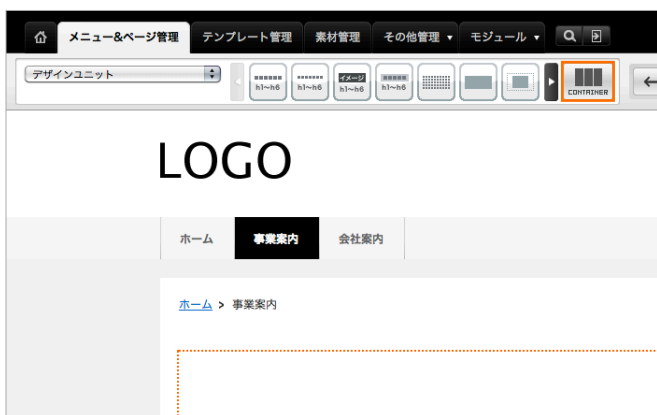 メニュー&ページ管理 テンプレート管理 素材管理 その他管理 ▼ モジュール ▼
デザインユニット h1~h6 h1~h6 イメージ h1~h6 h1~h6 CONTAINER
LOGO
ホーム 事業案内 会社案内
ホーム > 事業案内